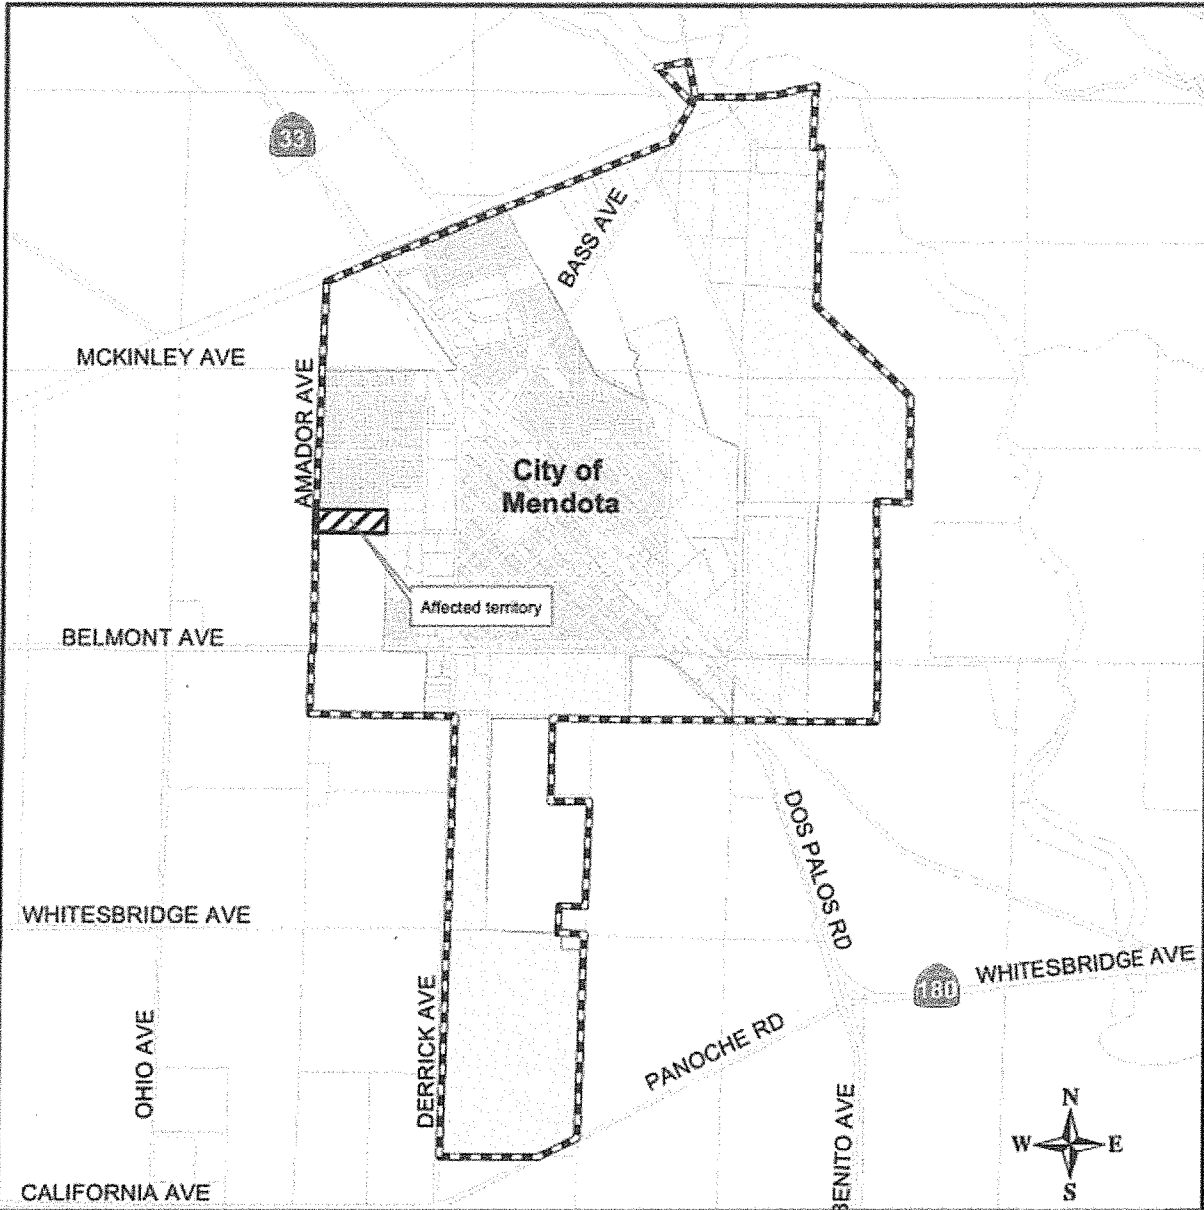 33
BASS AVE
MCKINLEY AVE
AMADOR AVE
City of
Mendota
Affected territory
BELMONT AVE
DOS PALOS RD
WHITESBRIDGE AVE
180
WHITESBRIDGE AVE
DERRICK AVE
OHIO AVE
PANOCHE RD
BENITO AVE
N
W
E
S
CALIFORNIA AVE